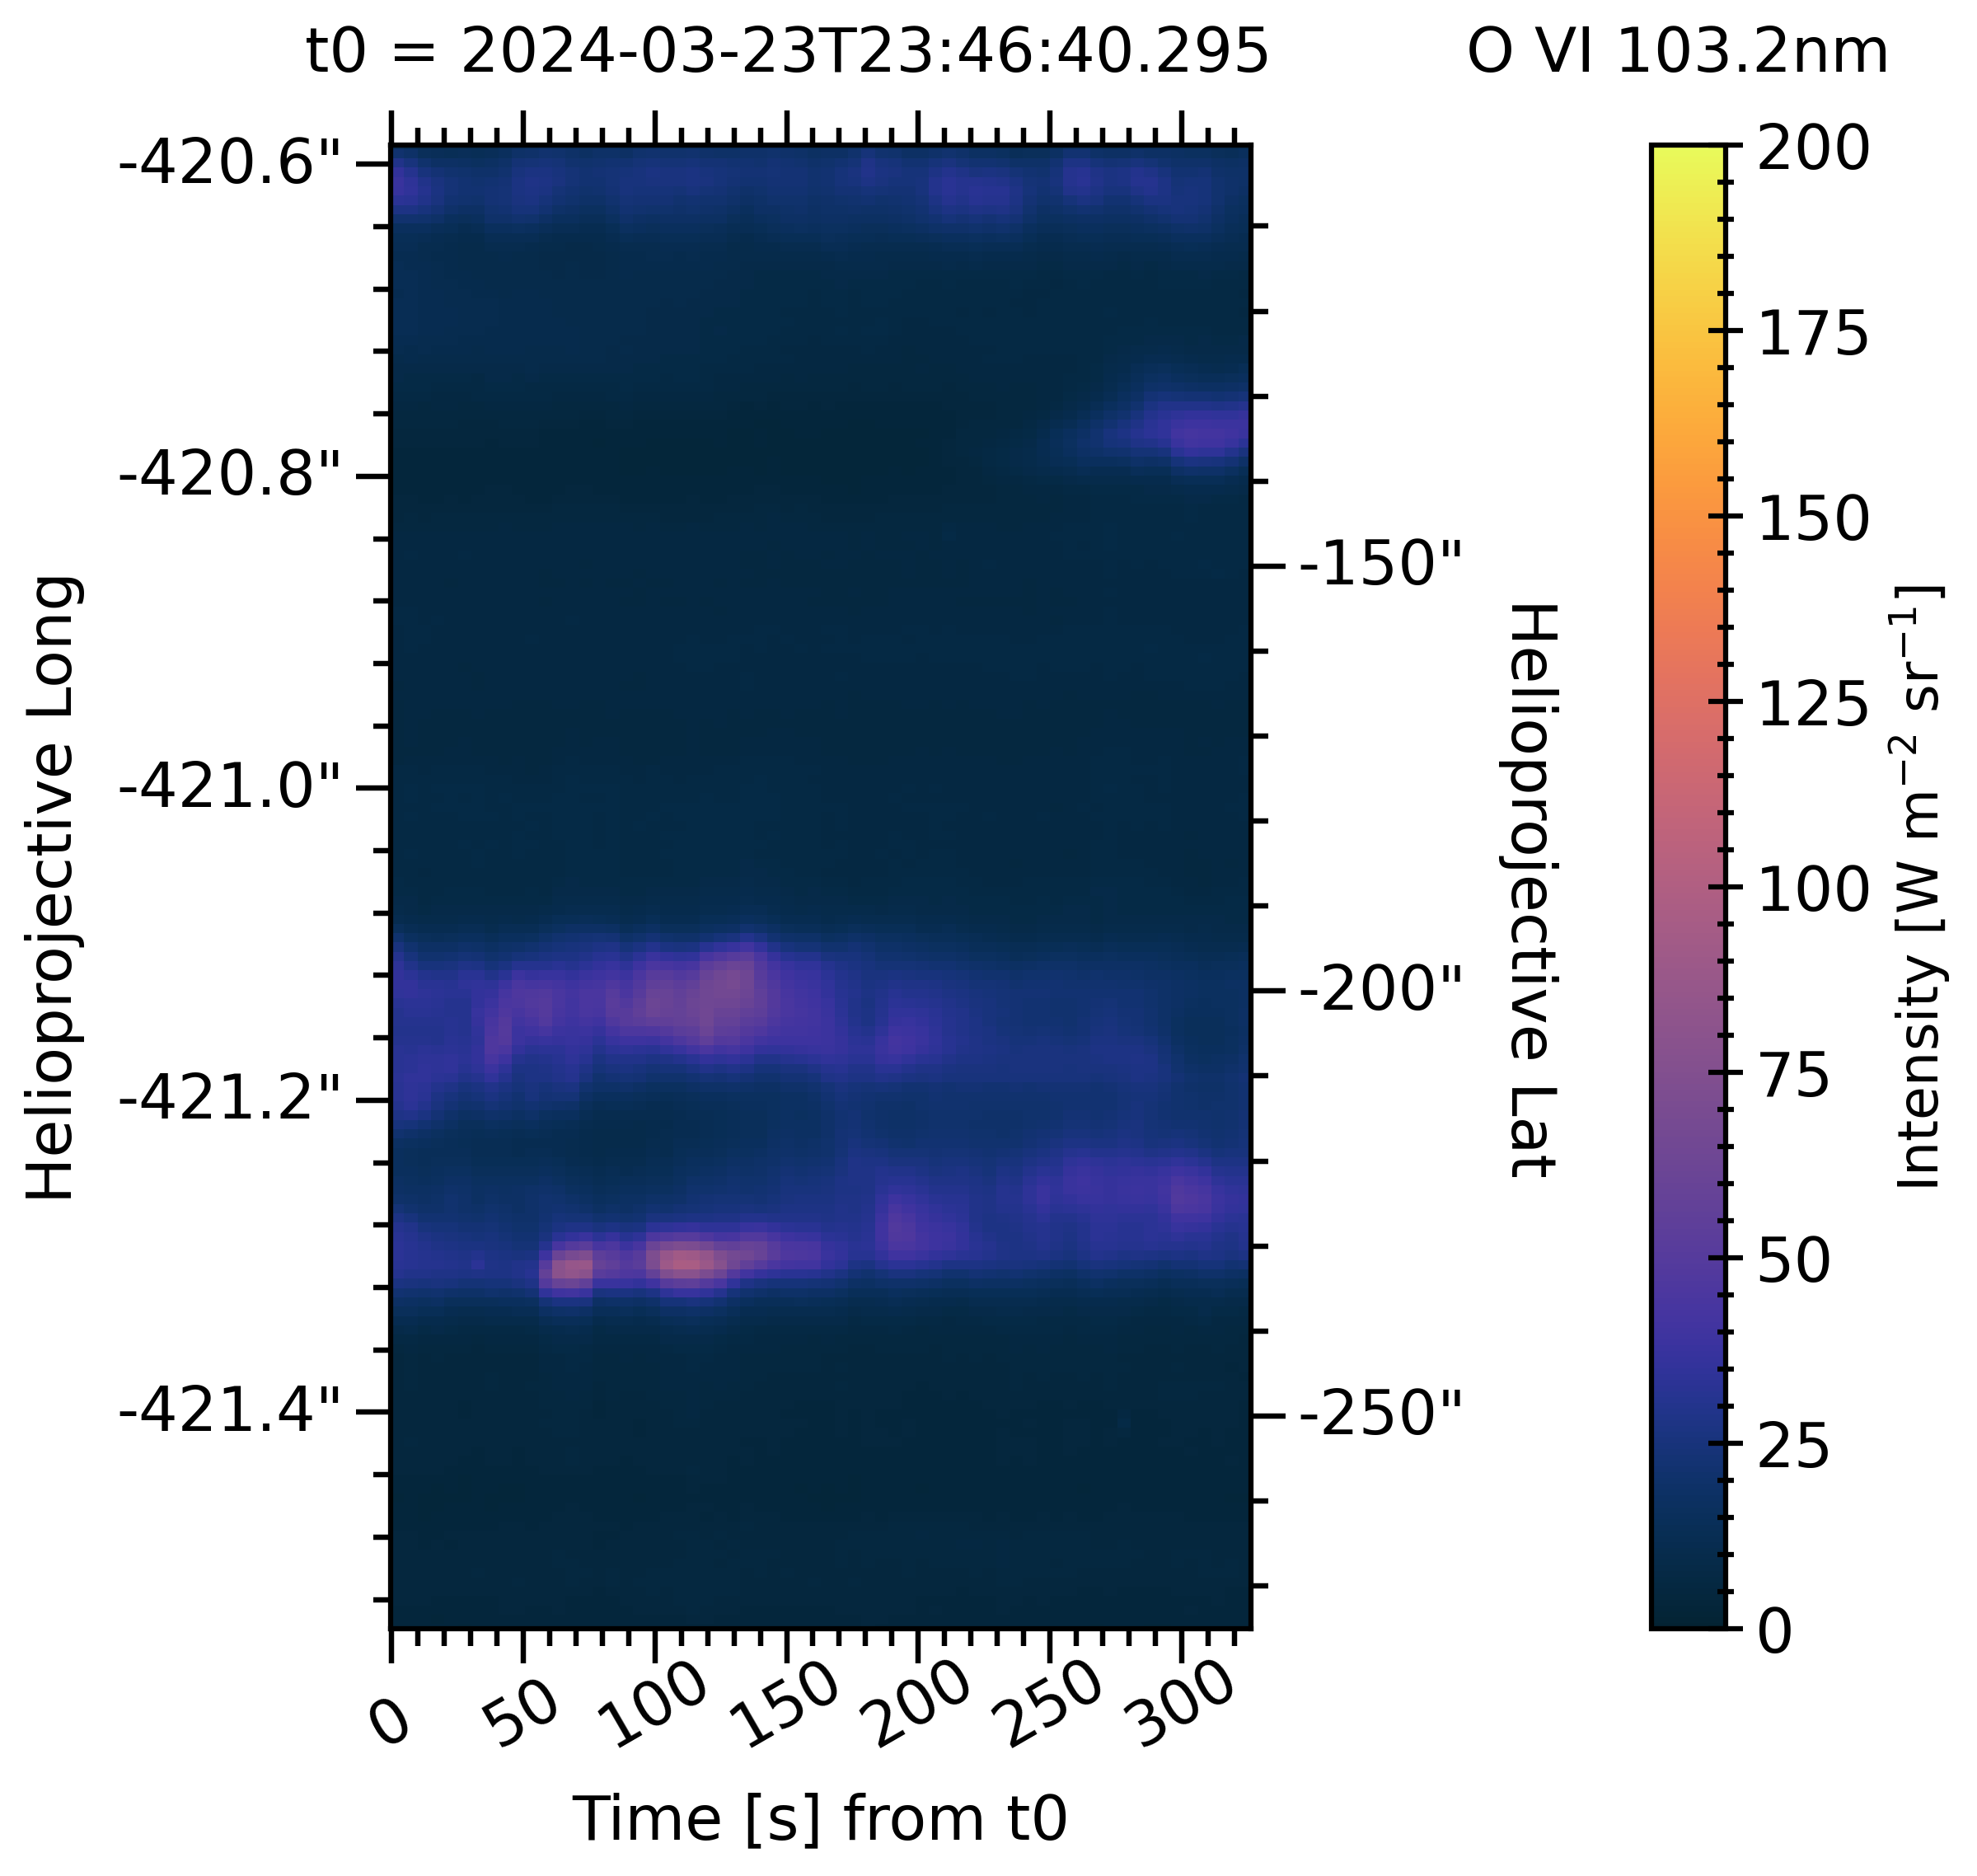 t0 = 2024-03-23T23:46:40.295
O VI 103.2nm
-420.6"
-420.8"
-421.0"
-421.2"
-421.4"
Helioprojective Long
-150"
-200"
-250"
Helioprojective Lat
200
175
150
125
100
75
50
25
0
Intensity [W m⁻² sr⁻¹]
0 50 100 150 200 250 300
Time [s] from t0